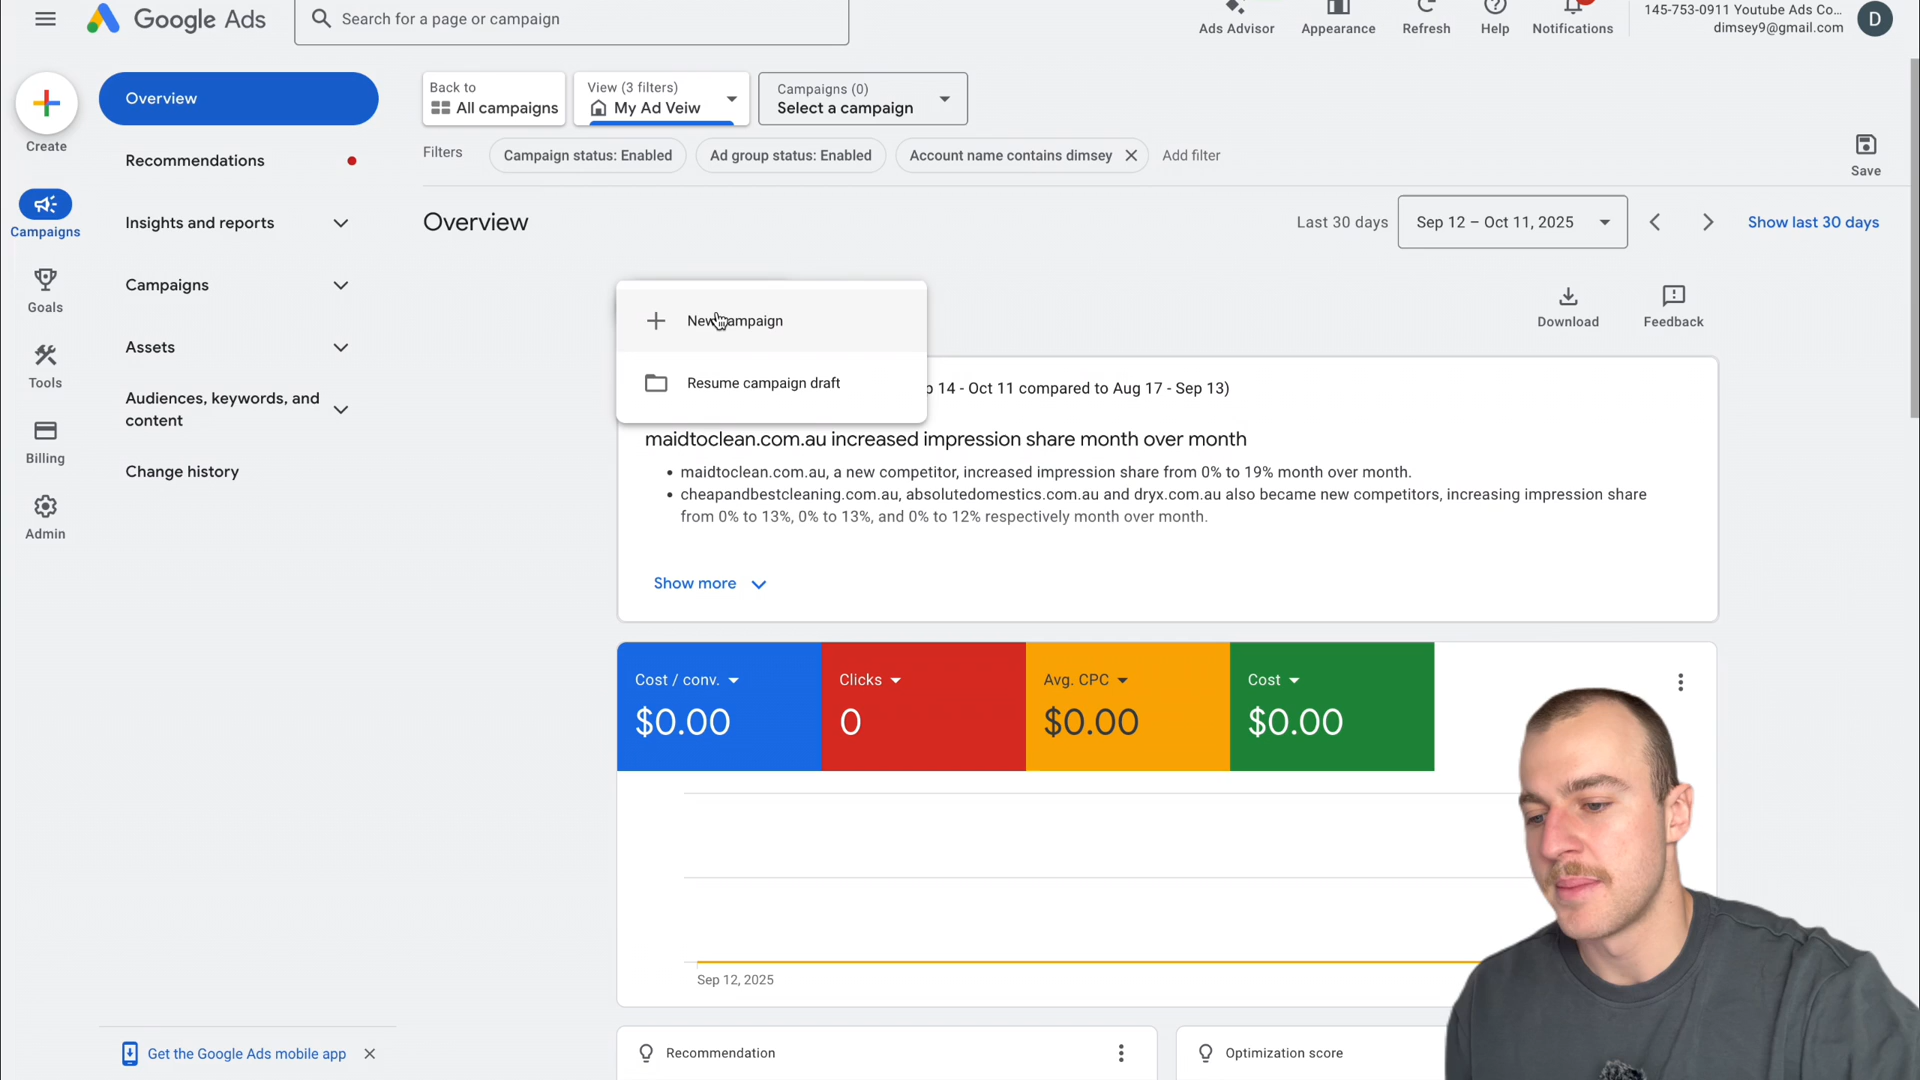 Google Ads
Search for a page or campaign
Ads Advisor
Appearance
Refresh
Help
Notifications
145-753-0911 Youtube Ads Co...
dimsey9@gmail.com
D
Create
Campaigns
Goals
Tools
Billing
Admin
Overview
Recommendations
Insights and reports
Campaigns
Assets
Audiences, keywords, and
content
Change history
Get the Google Ads mobile app
Back to
All campaigns
View (3 filters)
My Ad Veiw
Campaigns (0)
Select a campaign
Filters
Campaign status: Enabled
Ad group status: Enabled
Account name contains dimsey
Add filter
Save
Overview
Last 30 days
Sep 12 – Oct 11, 2025
Show last 30 days
New campaign
Resume campaign draft
Download
Feedback
p 14 - Oct 11 compared to Aug 17 - Sep 13)
maidtoclean.com.au increased impression share month over month
• maidtoclean.com.au, a new competitor, increased impression share from 0% to 19% month over month.
• cheapandbestcleaning.com.au, absolutedomestics.com.au and dryx.com.au also became new competitors, increasing impression share
from 0% to 13%, 0% to 13%, and 0% to 12% respectively month over month.
Show more
Cost / conv.
$0.00
Clicks
0
Avg. CPC
$0.00
Cost
$0.00
Sep 12, 2025
Recommendation
Optimization score